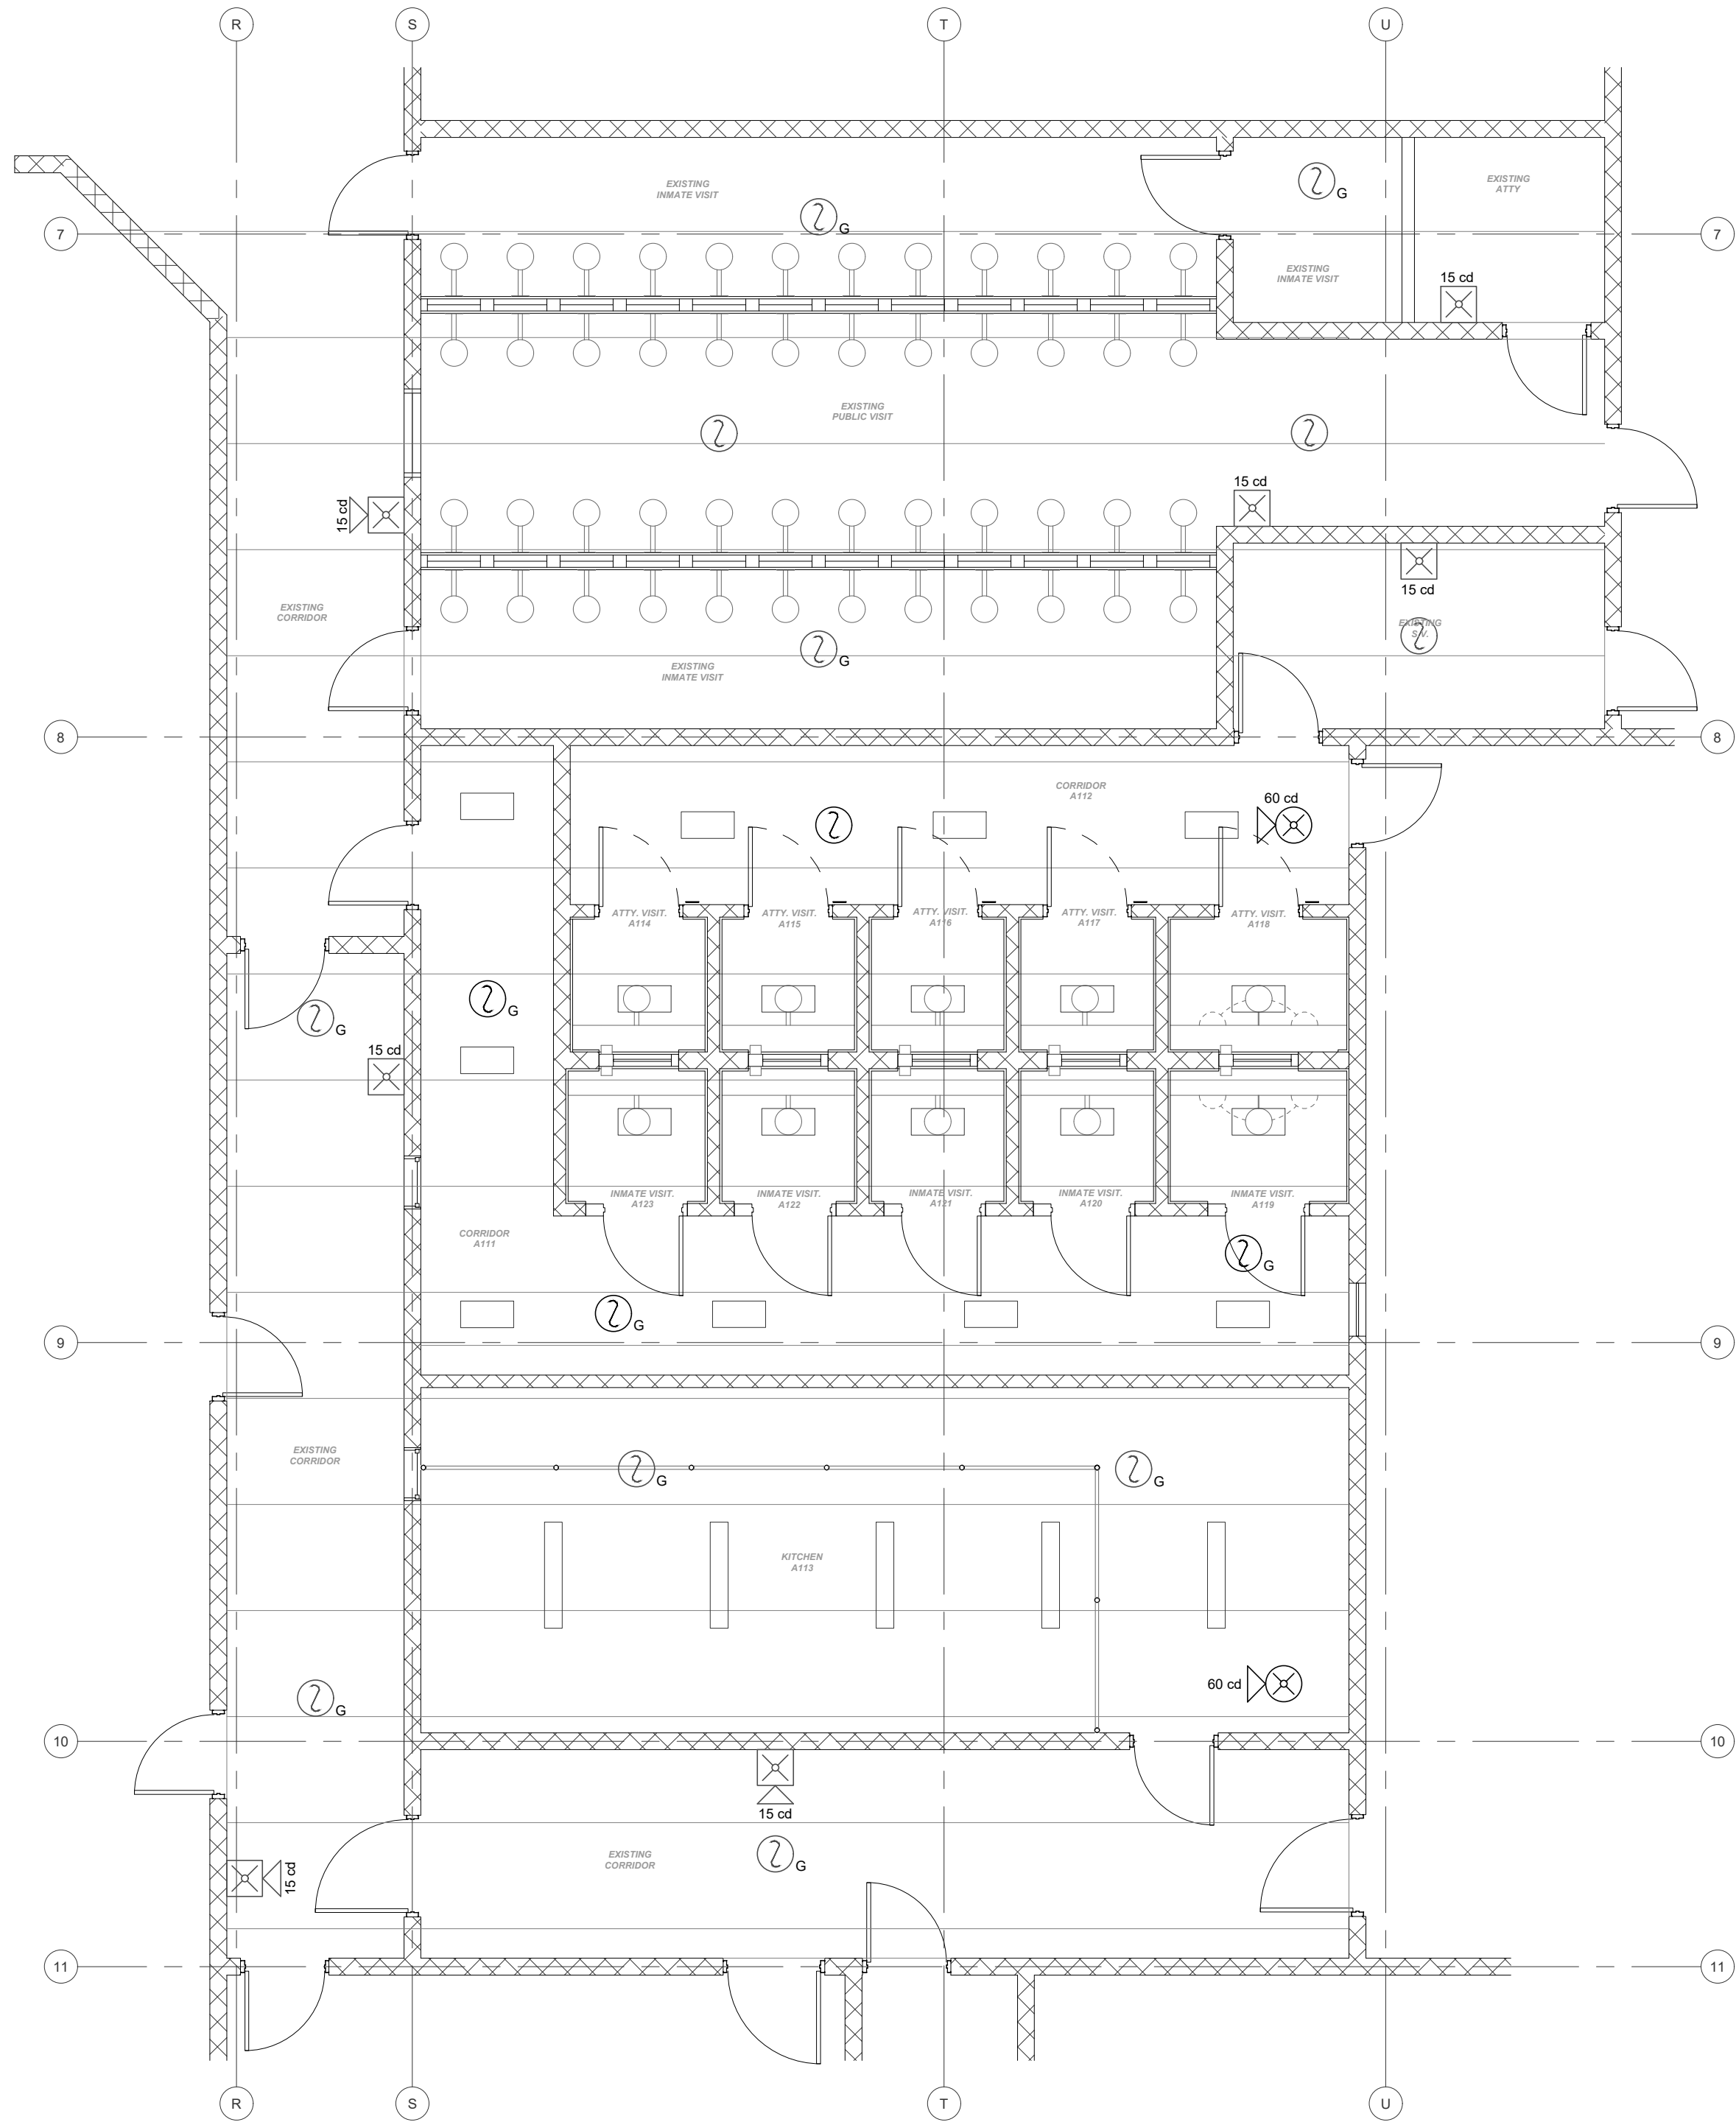 R
S
T
U
EXISTING
INMATE VISIT
G
G
EXISTING
ATTY
7
7
EXISTING
INMATE VISIT
15 cd
EXISTING
PUBLIC VISIT
15 cd
15 cd
15 cd
EXISTING
CORRIDOR
EXISTING
S.V.
G
EXISTING
INMATE VISIT
8
8
CORRIDOR
A112
60 cd
ATTY. VISIT.
A114
ATTY. VISIT.
A115
ATTY. VISIT.
A116
ATTY. VISIT.
A117
ATTY. VISIT.
A118
G
G
15 cd
INMATE VISIT.
A123
INMATE VISIT.
A122
INMATE VISIT.
A121
INMATE VISIT.
A120
INMATE VISIT.
A119
CORRIDOR
A111
G
G
9
9
EXISTING
CORRIDOR
G
G
KITCHEN
A113
60 cd
G
10
10
15 cd
EXISTING
CORRIDOR
G
15 cd
11
11
R
S
T
U